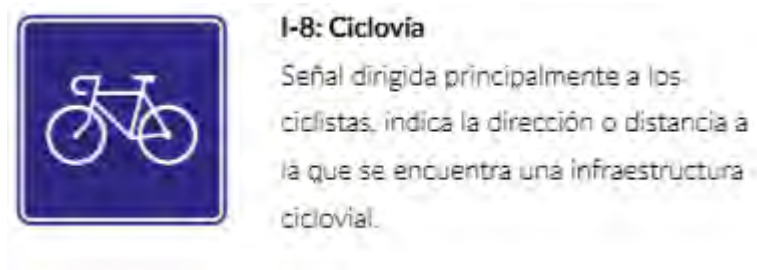 I-8: Ciclovía
Señal dirigida principalmente a los
ciclistas, indica la dirección o distancia a
la que se encuentra una infraestructura
ciclovial.